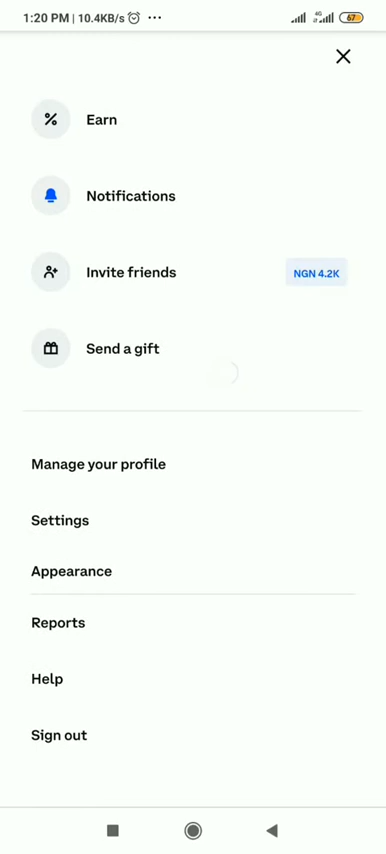 1:20 PM | 10.4KB/s ... 4G 67
Earn
Notifications
Invite friends NGN 4.2K
Send a gift
Manage your profile
Settings
Appearance
Reports
Help
Sign out